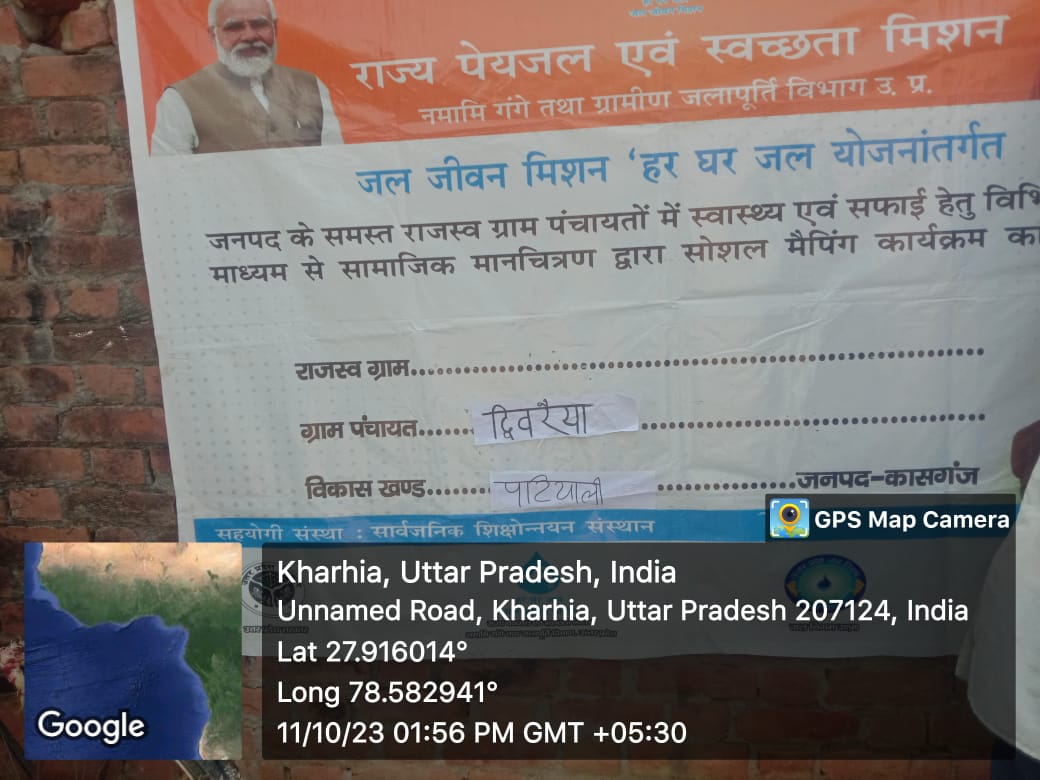 राज्य पेयजल एवं स्वच्छता मिशन
नमामि गंगे तथा ग्रामीण जलापूर्ति विभाग उ. प्र.
जल जीवन मिशन 'हर घर जल योजनांतर्गत
जनपद के समस्त राजस्व ग्राम पंचायतों में स्वास्थ्य एवं सफाई हेतु विभि
माध्यम से सामाजिक मानचित्रण द्वारा सोशल मैपिंग कार्यक्रम का
राजस्व ग्राम
ग्राम पंचायत...... द्विवरैया
विकास खण्ड........ पाटियाली ...............जनपद-कासगंज
सहयोगी संस्था : सार्वजनिक शिक्षोन्नयन संस्थान
GPS Map Camera
Kharhia, Uttar Pradesh, India
Unnamed Road, Kharhia, Uttar Pradesh 207124, India
Lat 27.916014°
Long 78.582941°
11/10/23 01:56 PM GMT +05:30
Google